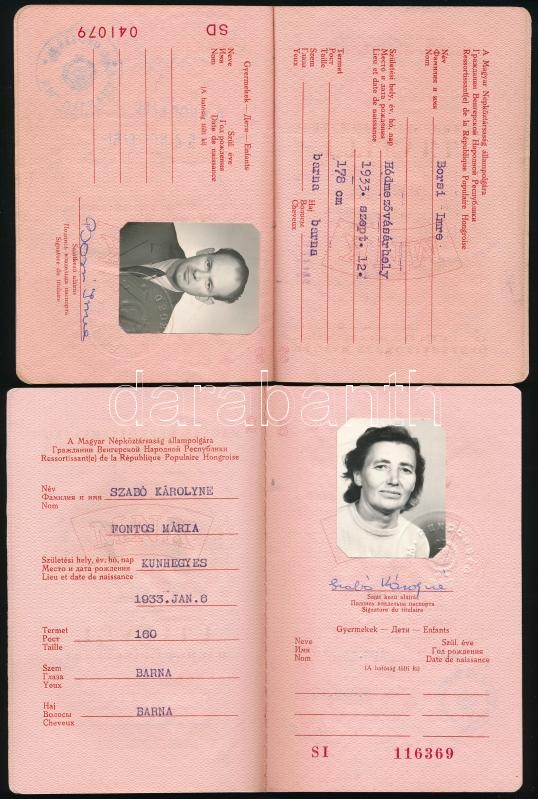 A Magyar Népköztársaság állampolgára
Гражданин Венгерской Народной Республики
Ressortissant(e) de la République Populaire Hongroise
Név
Фамилия и имя
Nom
Borsi Imre
Születési hely, év, hó, nap
Место и дата рождения
Lieu et date de naissance
Hódmezővásárhely
1933. szept. 12.
Termet
Рост
Taille
178 cm
Szem
Глаза
Yeux
barna
Haj
Волосы
Cheveux
barna
Borsi Imre
Sajátkezű aláírás
Подпись владельца паспорта
Signature du titulaire
Gyermekek — Дети — Enfants
Neve
Имя
Nom
Szül. éve
Год рождения
Date de naissance
(A hatóság tölti ki)
SD
041079
darabanth
A Magyar Népköztársaság állampolgára
Гражданин Венгерской Народной Республики
Ressortissant(e) de la République Populaire Hongroise
Név
Фамилия и имя
Nom
SZABÓ KÁROLYNE
FONTOS MÁRIA
Születési hely, év, hó, nap
Место и дата рождения
Lieu et date de naissance
KUNHEGYES
1933.JAN.8
Termet
Рост
Taille
160
Szem
Глаза
Yeux
BARNA
Haj
Волосы
Cheveux
BARNA
Szabó Károlyné
Saját kezű aláírás
Подпись владельца паспорта
Signature du titulaire
Gyermekek — Дети — Enfants
Neve
Имя
Nom
Szül. éve
Год рождения
Date de naissance
(A hatóság tölti ki)
SI 116369